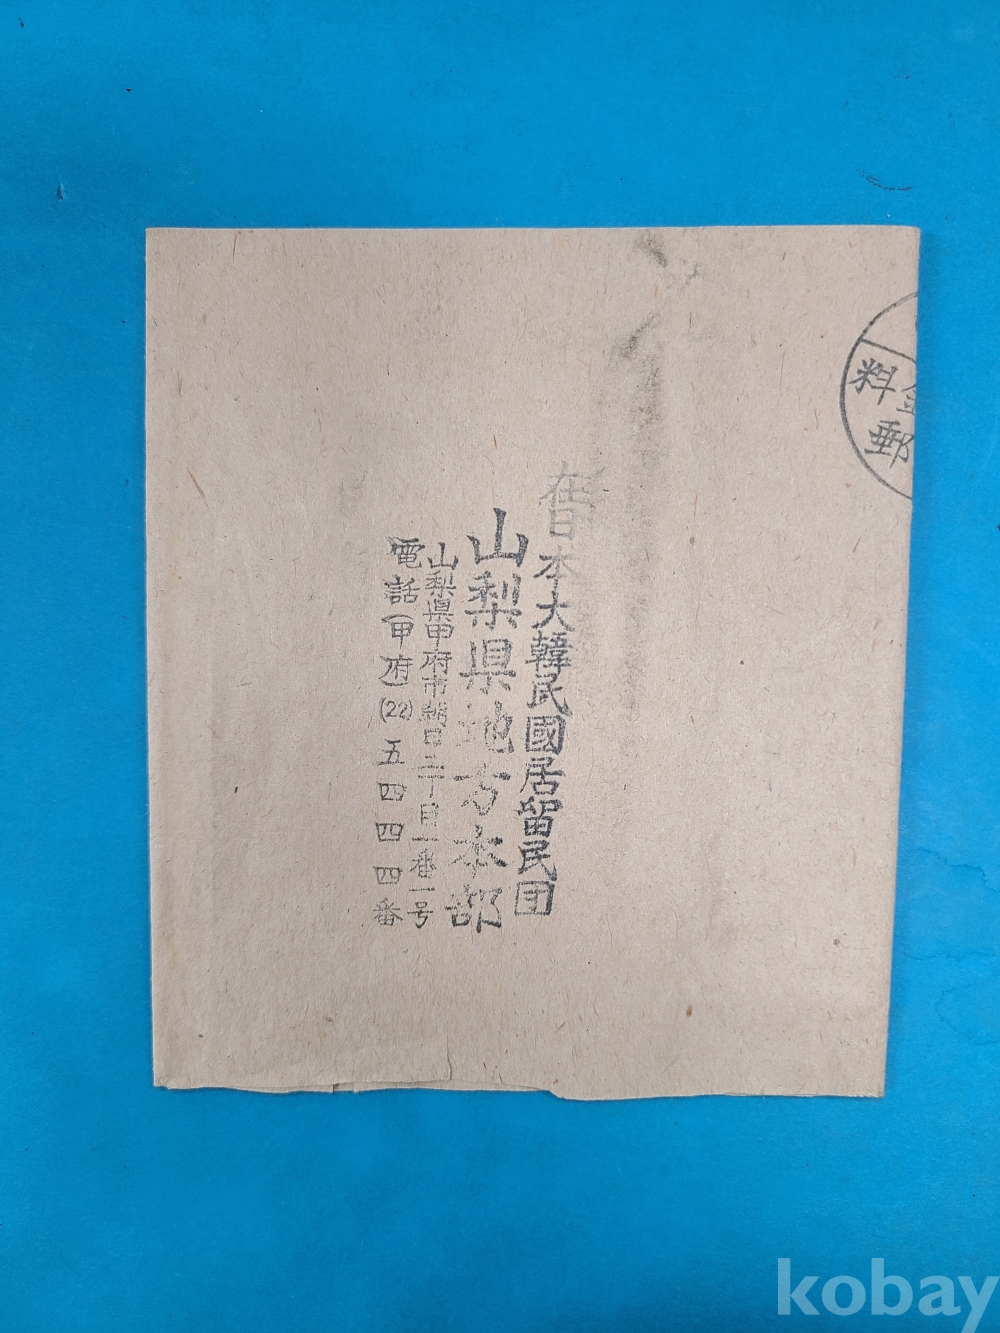 在日本大韓民國居留民団
山梨県地方本部
山梨県甲府市朝日二丁目一番一号
電話(甲府)(22)五四四四番
料金
郵
kobay